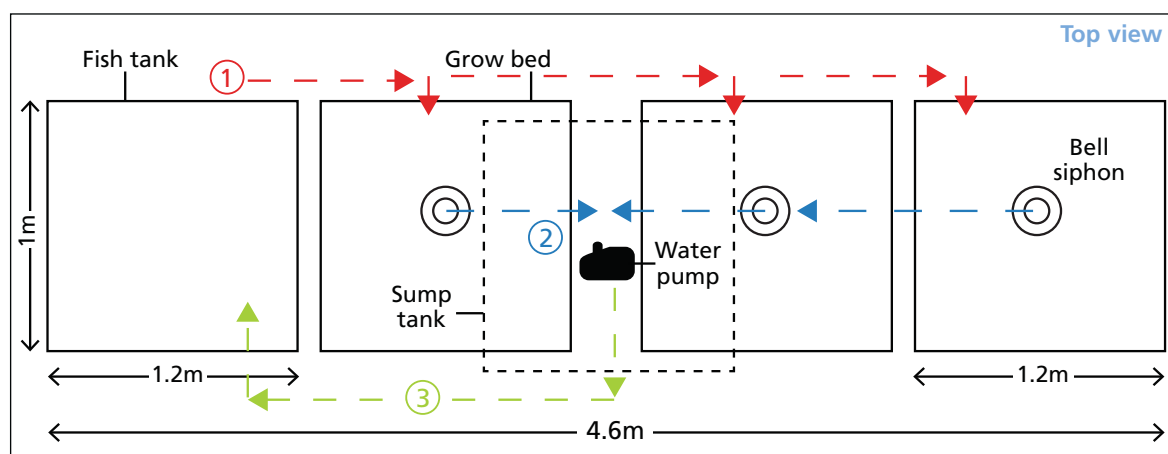 Top view
Fish tank
Grow bed
1
Bell
siphon
1m
2
Water
pump
Sump
tank
1.2m
3
1.2m
4.6m